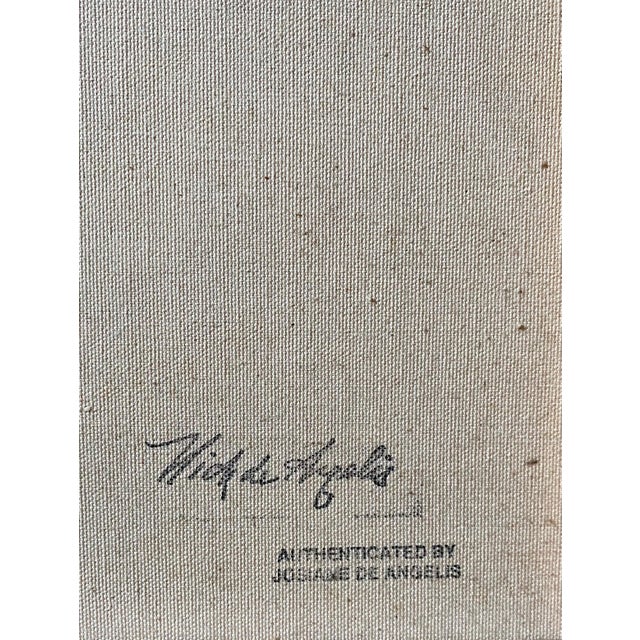 Nick de Angelis
AUTHENTICATED BY
JOSIANE DE ANGELIS